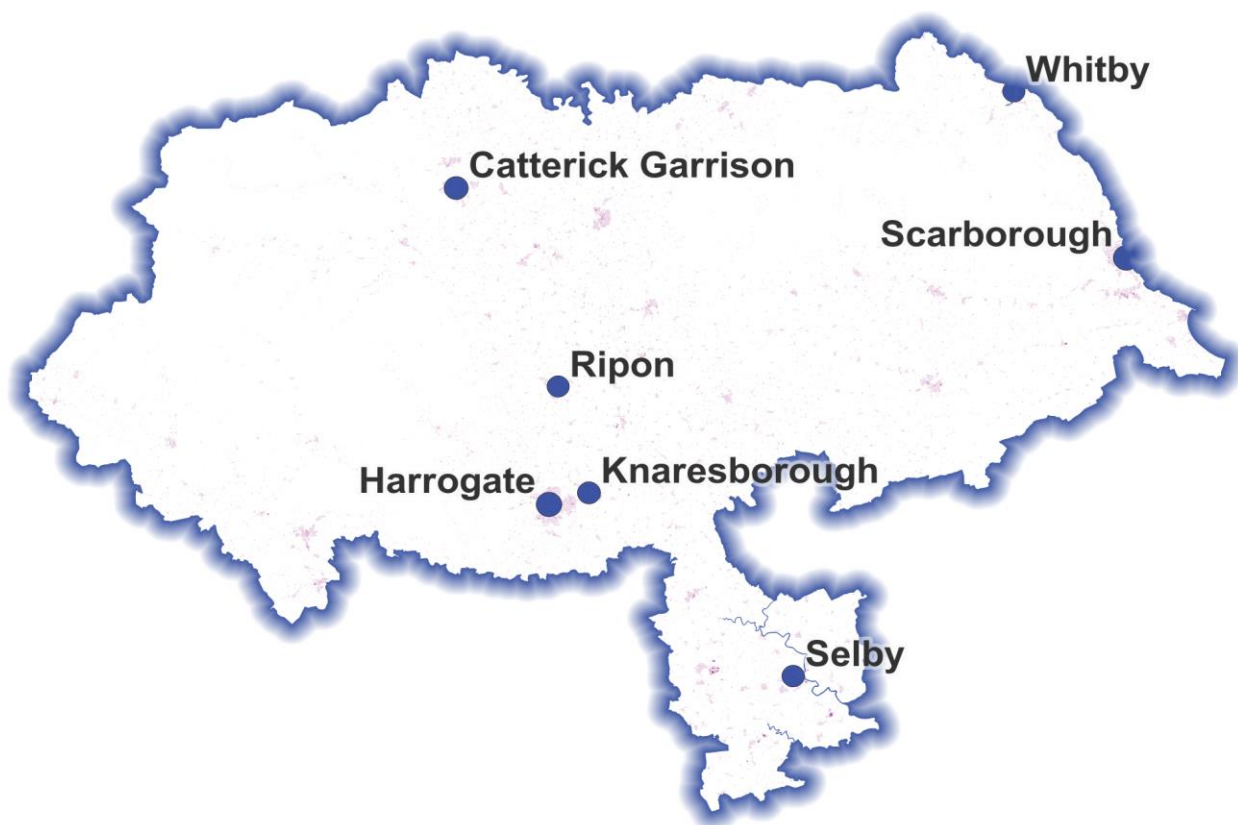 Whitby
Catterick Garrison
Scarborough
Ripon
Knaresborough
Harrogate
Selby